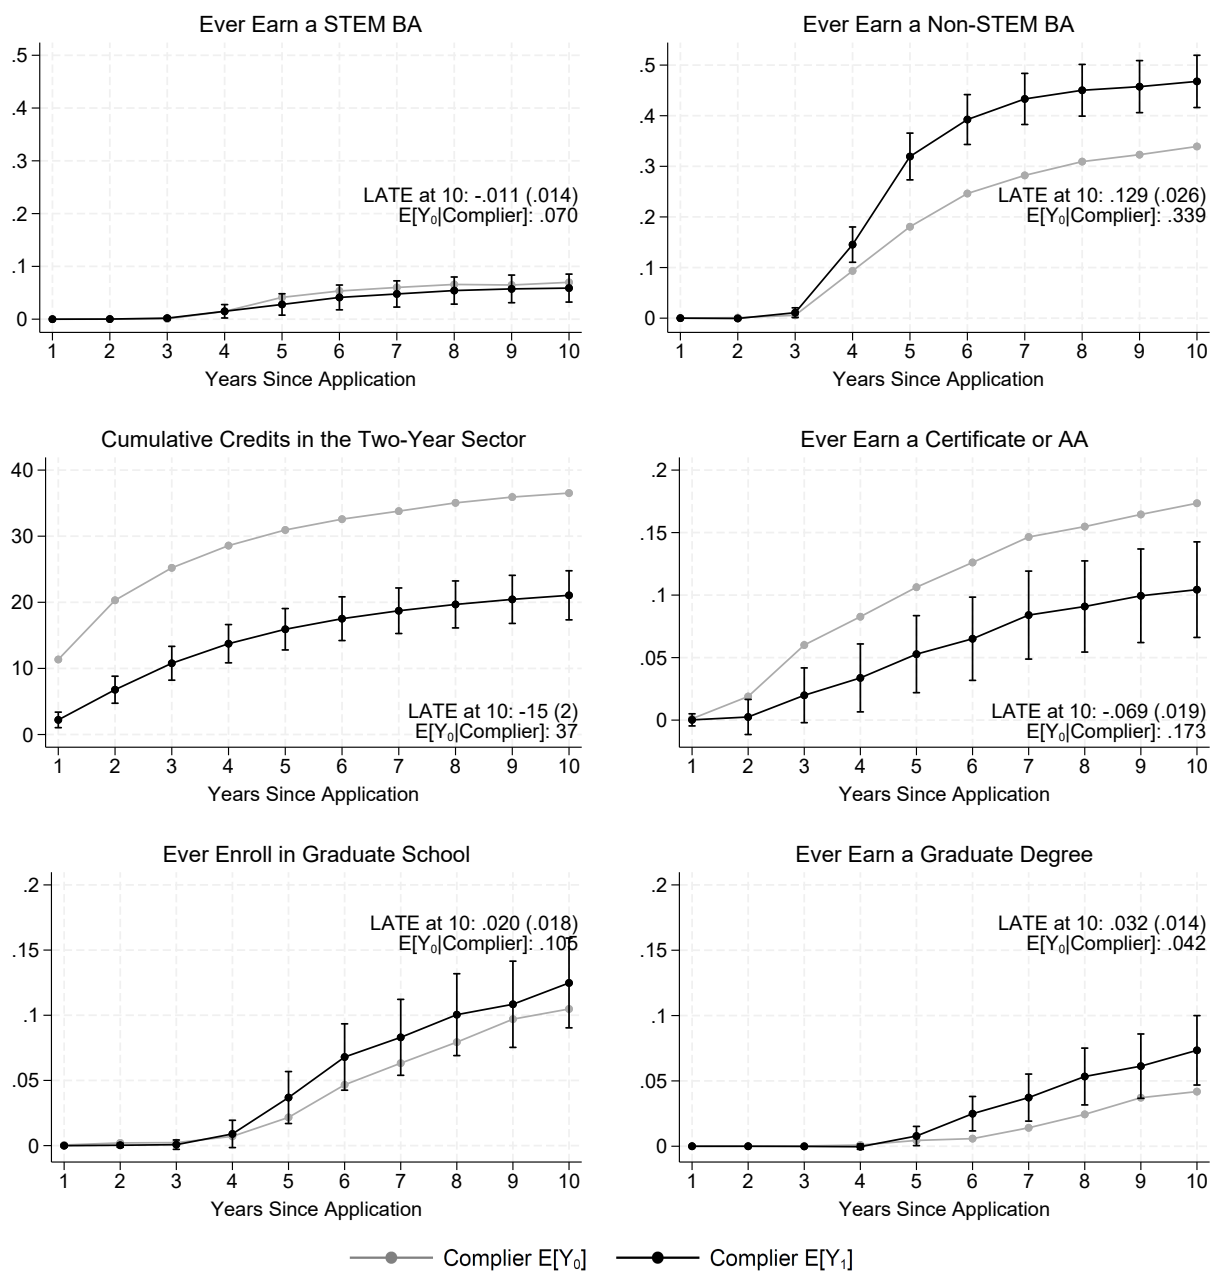 Ever Earn a STEM BA
.5
.4
.3
.2
.1
0
LATE at 10: -.011 (.014)
E[Y₀|Complier]: .070
1 2 3 4 5 6 7 8 9 10
Years Since Application
Ever Earn a Non-STEM BA
.5
.4
.3
.2
.1
0
LATE at 10: .129 (.026)
E[Y₀|Complier]: .339
1 2 3 4 5 6 7 8 9 10
Years Since Application
Cumulative Credits in the Two-Year Sector
40
30
20
10
0
LATE at 10: -15 (2)
E[Y₀|Complier]: 37
1 2 3 4 5 6 7 8 9 10
Years Since Application
Ever Earn a Certificate or AA
.2
.15
.1
.05
0
LATE at 10: -.069 (.019)
E[Y₀|Complier]: .173
1 2 3 4 5 6 7 8 9 10
Years Since Application
Ever Enroll in Graduate School
.2
.15
.1
.05
0
LATE at 10: .020 (.018)
E[Y₀|Complier]: .105
1 2 3 4 5 6 7 8 9 10
Years Since Application
Ever Earn a Graduate Degree
.2
.15
.1
.05
0
LATE at 10: .032 (.014)
E[Y₀|Complier]: .042
1 2 3 4 5 6 7 8 9 10
Years Since Application
Complier E[Y₀] Complier E[Y₁]